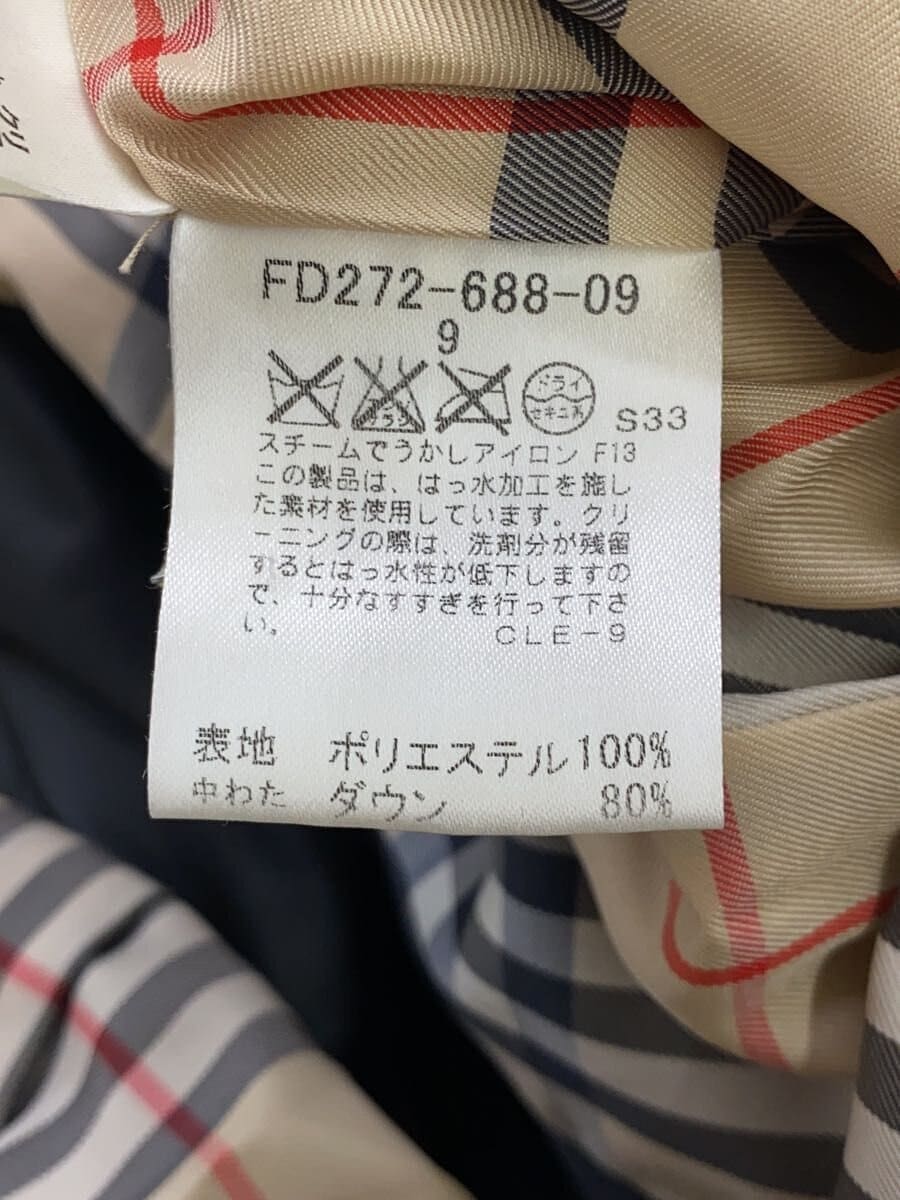 FD272-688-09
9
ドライ
セキユ系
S33
スチームでうかしアイロン F13
この製品は、はっ水加工を施し
た素材を使用しています。クリ
ーニングの際は、洗剤分が残留
するとはっ水性が低下しますの
で、十分なすすぎを行って下さ
い。 CLE-9
表地 ポリエステル100%
中わた ダウン 80%